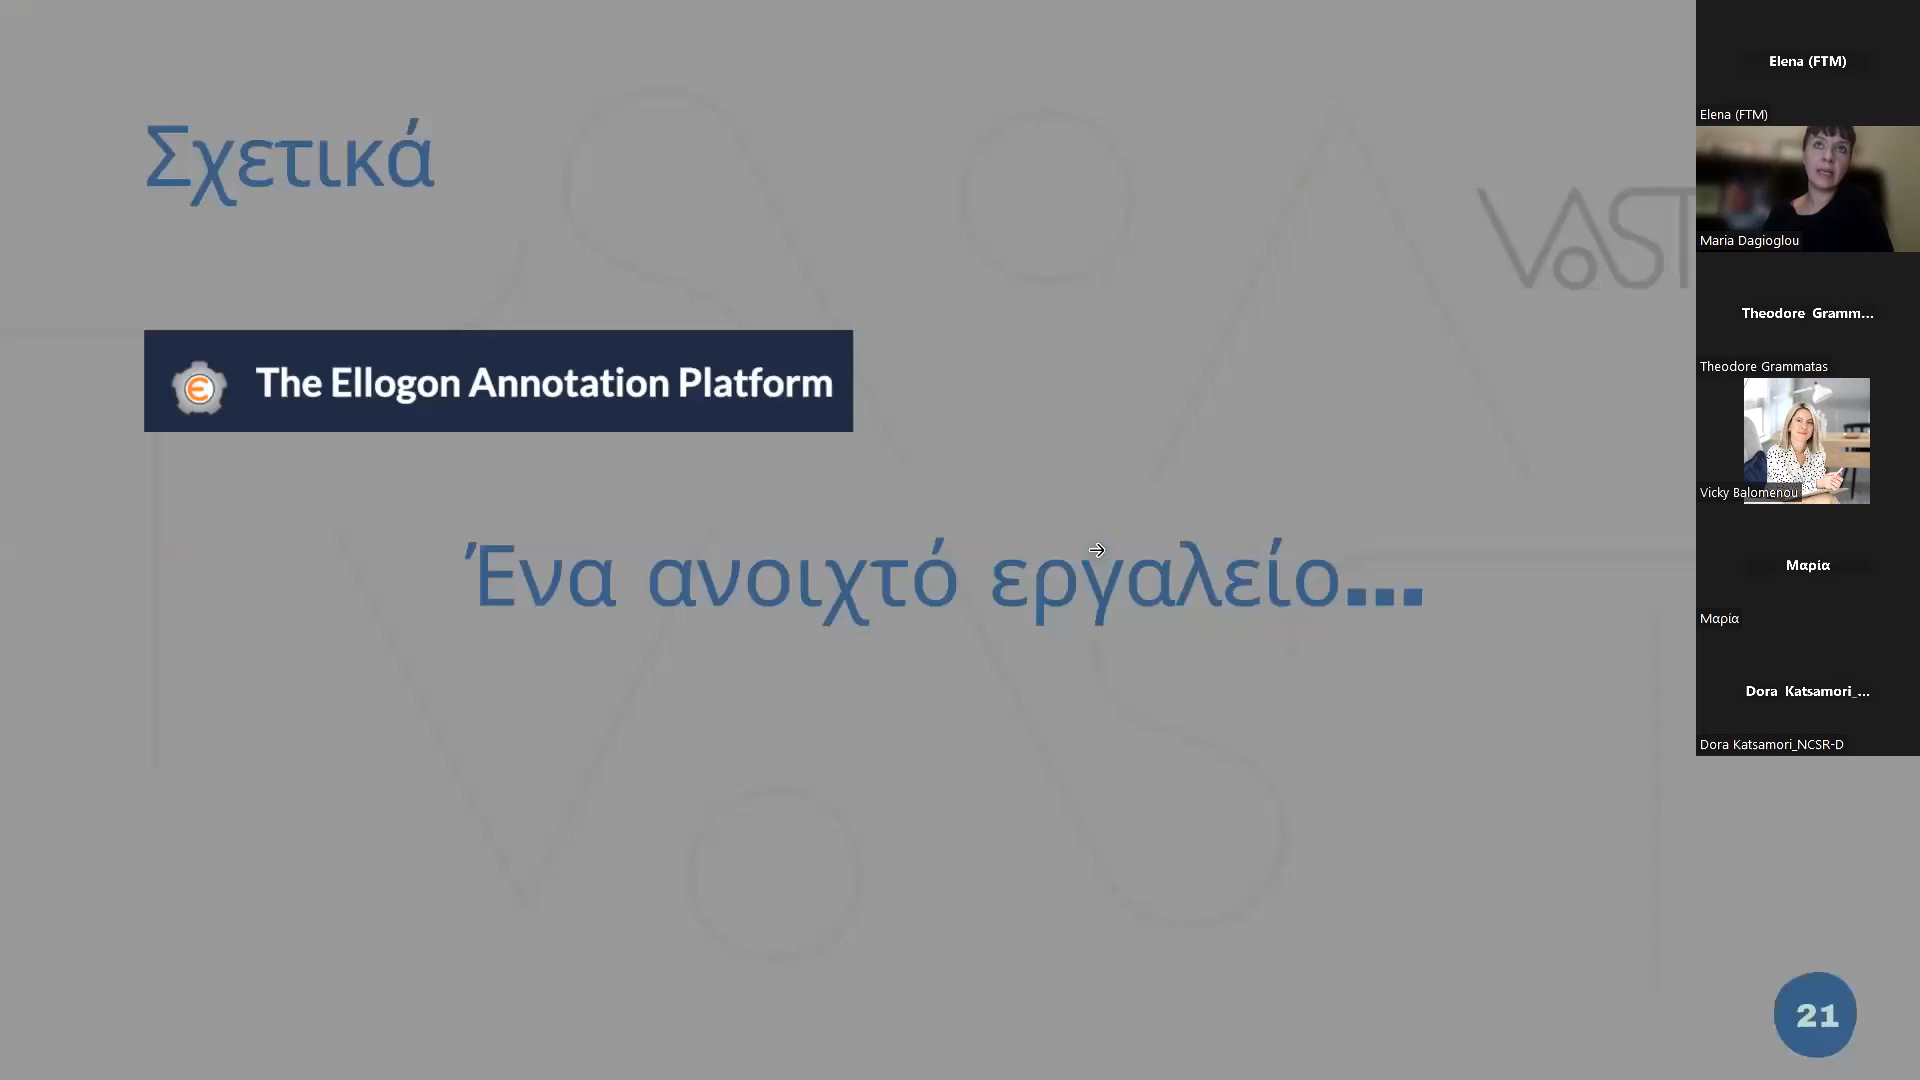 Σχετικά
VAST
The Ellogon Annotation Platform
Ένα ανοιχτό εργαλείο...
21
Elena (FTM)
Elena (FTM)
Maria Dagioglou
Theodore Gramm...
Theodore Grammatas
Vicky Balomenou
Μαρία
Μαρία
Dora Katsamori_...
Dora Katsamori_NCSR-D